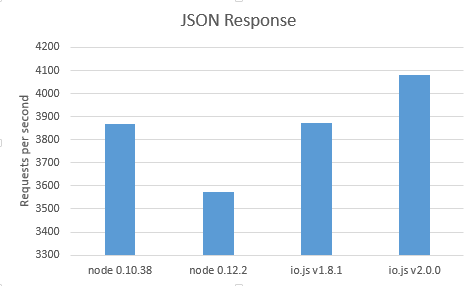 JSON Response
Requests per second
4200
4100
4000
3900
3800
3700
3600
3500
3400
3300
node 0.10.38
node 0.12.2
io.js v1.8.1
io.js v2.0.0